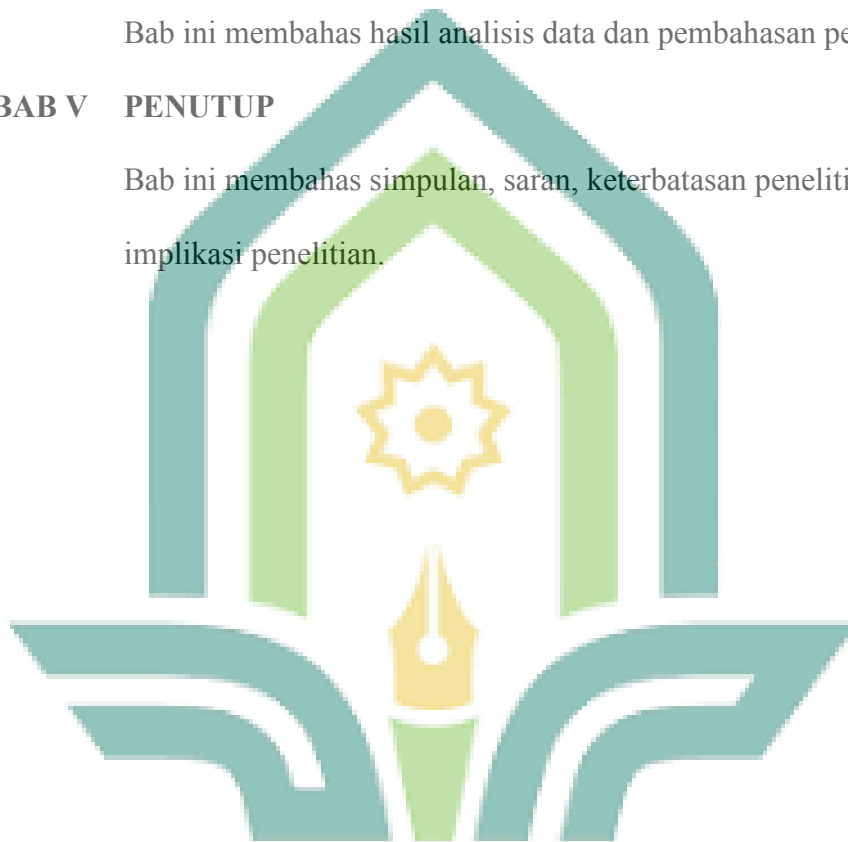 Bab ini membahas hasil analisis data dan pembahasan pe
BAB V PENUTUP
Bab ini membahas simpulan, saran, keterbatasan peneliti
implikasi penelitian.